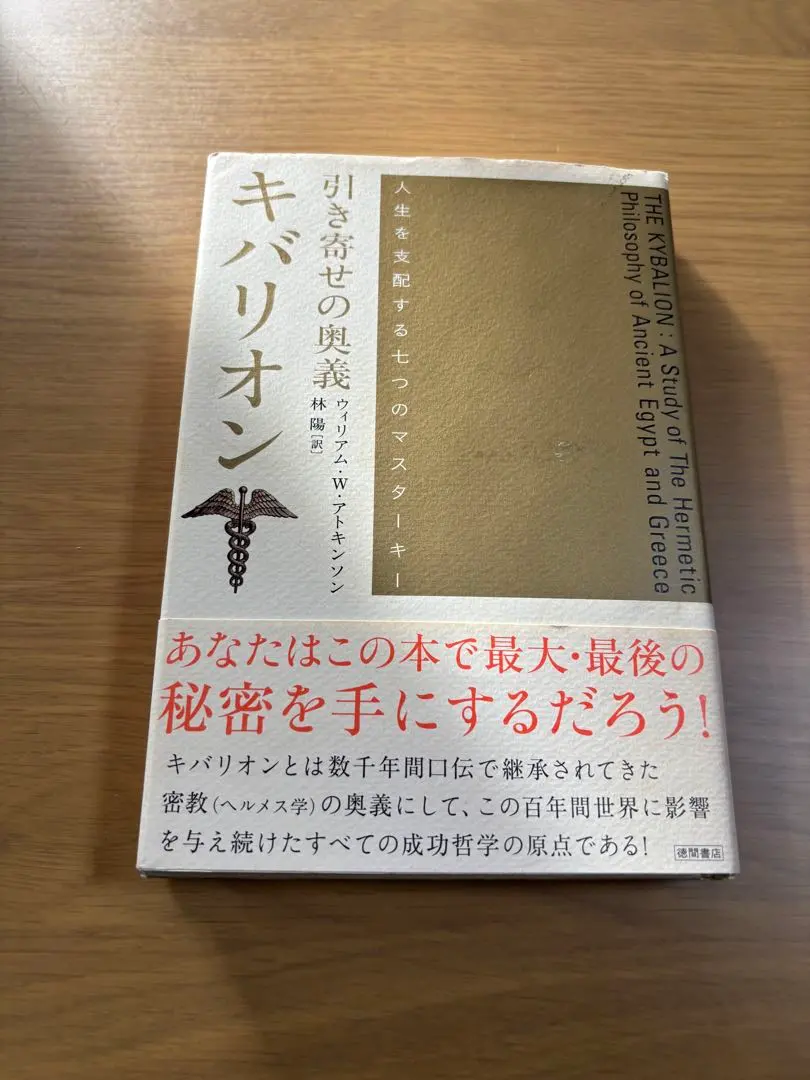 THE KYBALION : A Study of The Hermetic
Philosophy of Ancient Egypt and Greece
人生を支配する七つのマスターキー
引き寄せの奥義
キバリオン
ウィリアム・W・アトキンソン
林 陽[訳]
あなたはこの本で最大・最後の
秘密を手にするだろう!
キバリオンとは数千年間口伝で継承されてきた
密教(ヘルメス学)の奥義にして、この百年間世界に影響
を与え続けたすべての成功哲学の原点である!
徳間書店